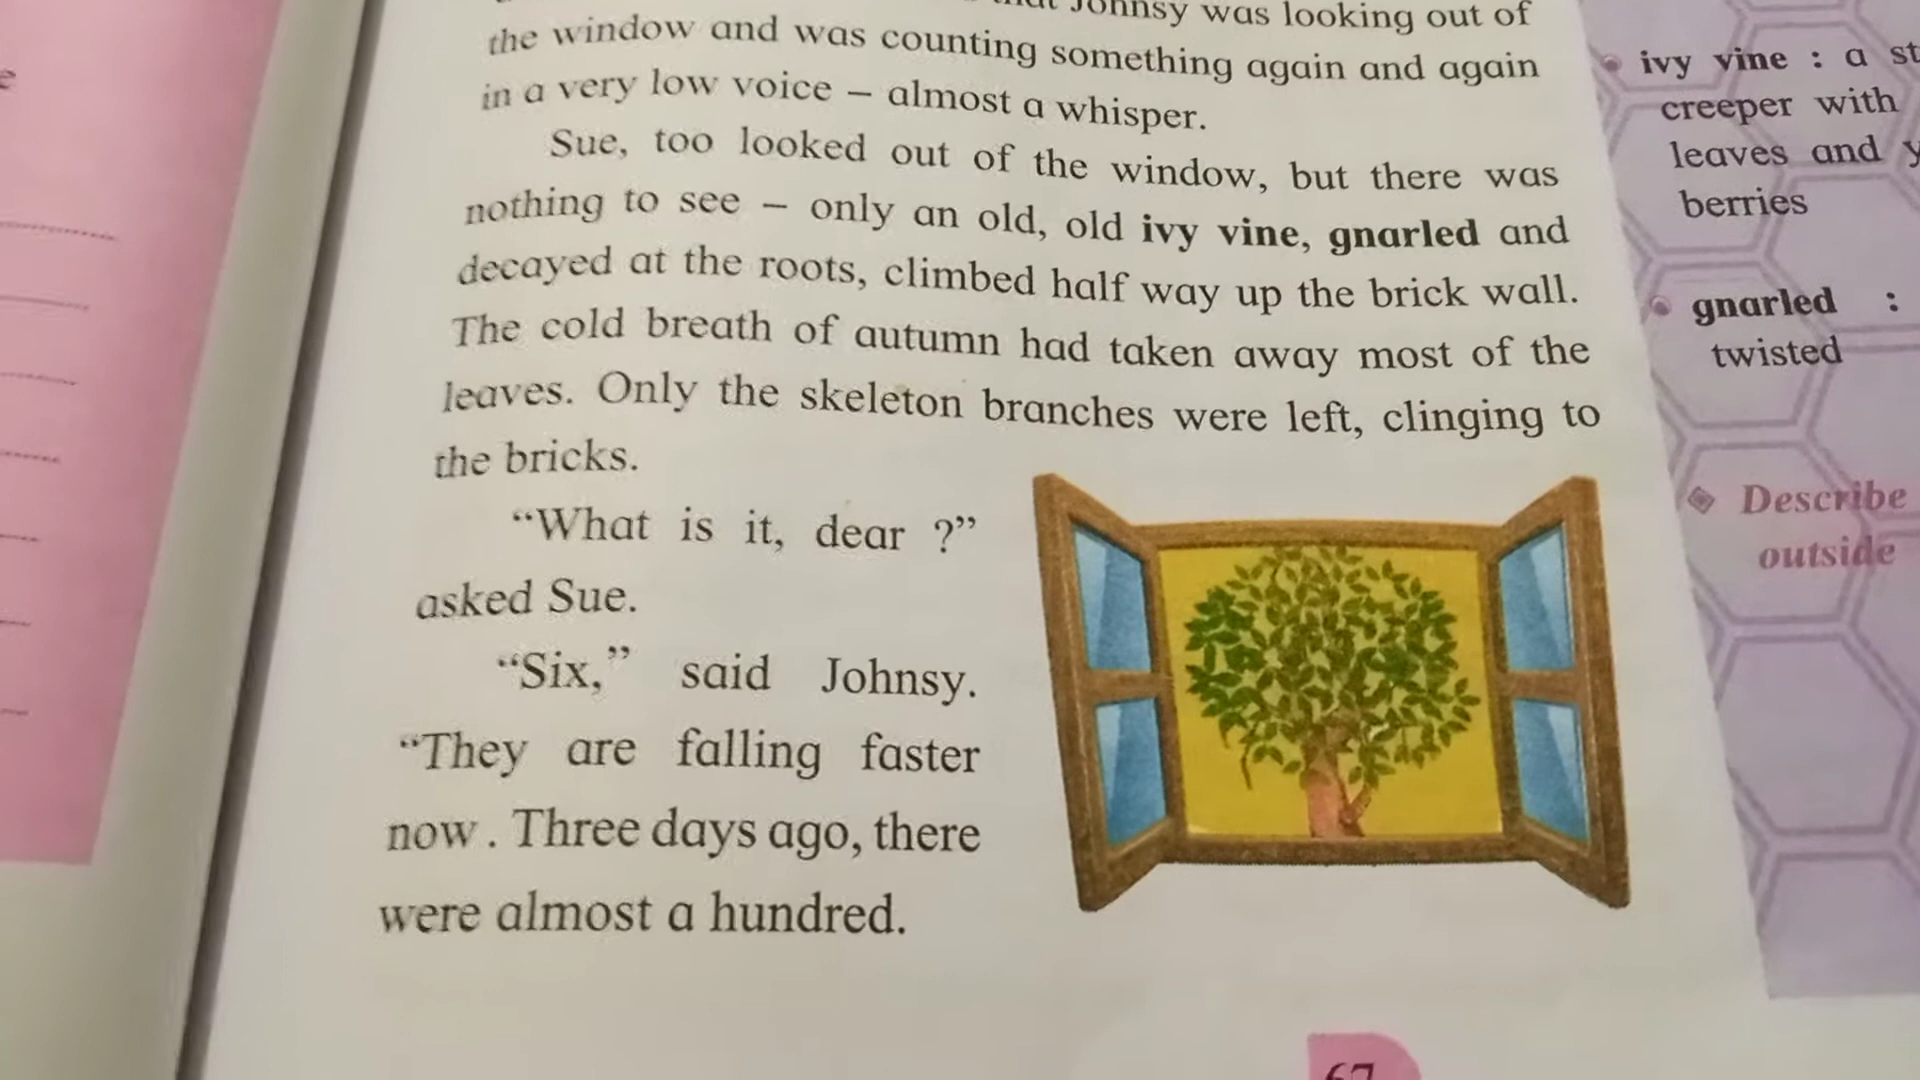 Johnsy was looking out of
the window and was counting something again and again
in a very low voice – almost a whisper.
Sue, too looked out of the window, but there was
nothing to see – only an old, old ivy vine, gnarled and
decayed at the roots, climbed half way up the brick wall.
The cold breath of autumn had taken away most of the
leaves. Only the skeleton branches were left, clinging to
the bricks.
“What is it, dear ?”
asked Sue.
“Six,” said Johnsy.
“They are falling faster
now . Three days ago, there
were almost a hundred.
ivy vine : a
creeper with
leaves and
berries
gnarled :
twisted
Describe
outside
67